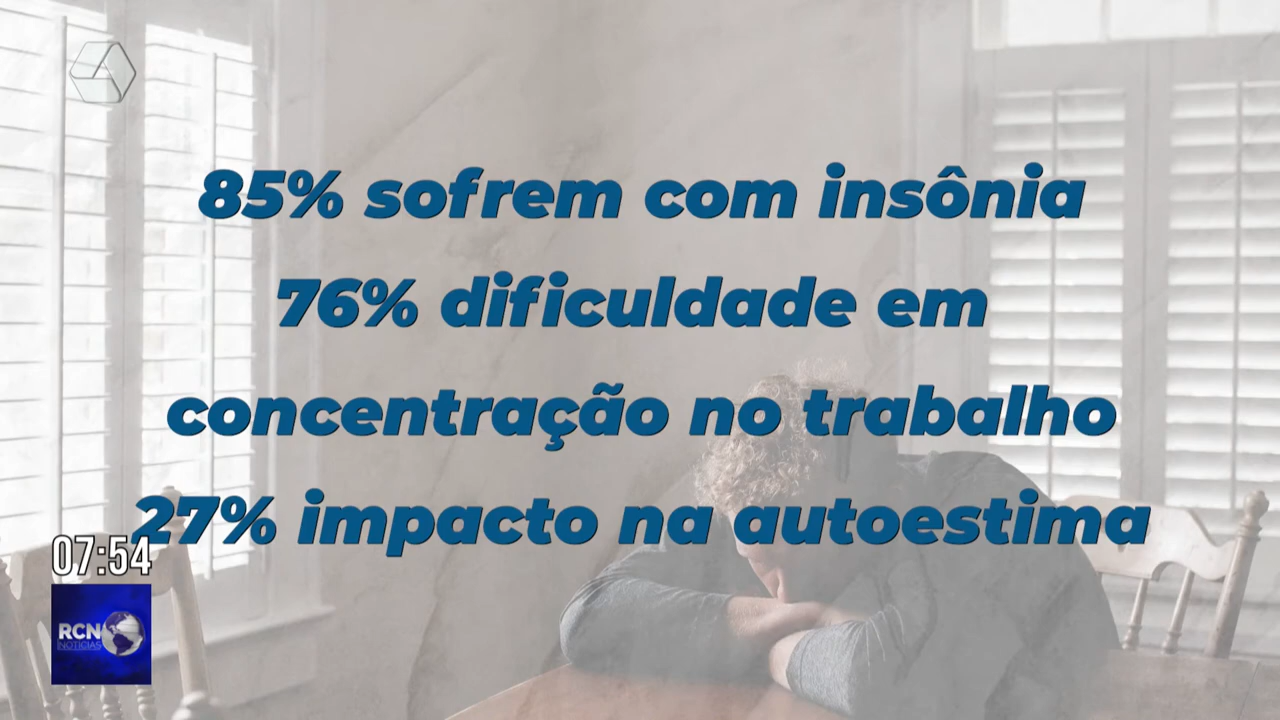 85% sofrem com insônia
76% dificuldade em
concentração no trabalho
27% impacto na autoestima
07:54
RCN
NOTÍCIAS